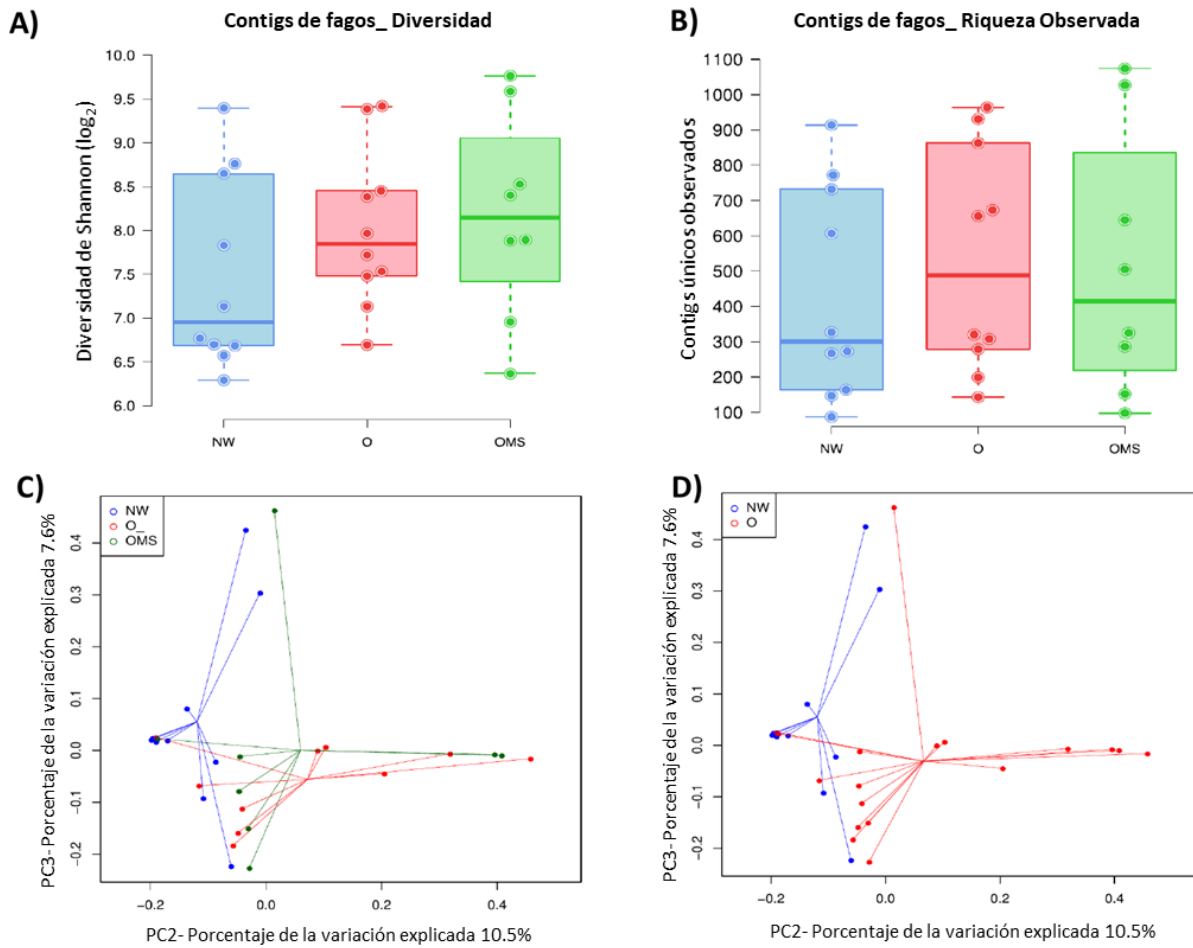 A)
Contigs de fagos_ Diversidad
Diversidad de Shannon (log2)
10.0
9.5
9.0
8.5
8.0
7.5
7.0
6.5
6.0
NW
O
OMS
B)
Contigs de fagos_ Riqueza Observada
Contigs únicos observados
1100
1000
900
800
700
600
500
400
300
200
100
NW
O
OMS
C)
NW
O_
OMS
PC3- Porcentaje de la variación explicada 7.6%
0.4
0.3
0.2
0.1
0.0
-0.1
-0.2
-0.2
0.0
0.2
0.4
PC2- Porcentaje de la variación explicada 10.5%
D)
NW
O
PC3- Porcentaje de la variación explicada 7.6%
0.4
0.3
0.2
0.1
0.0
-0.1
-0.2
-0.2
0.0
0.2
0.4
PC2- Porcentaje de la variación explicada 10.5%